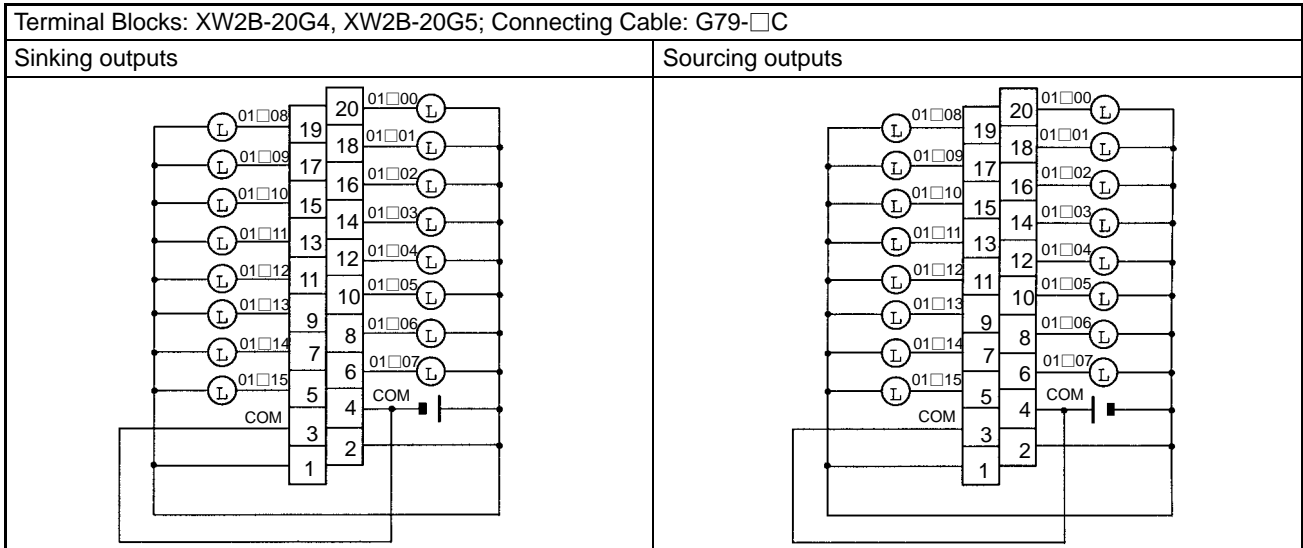 Terminal Blocks: XW2B-20G4, XW2B-20G5; Connecting Cable: G79-□C
Sinking outputs
Sourcing outputs
20 01□00 L
L 01□08 19
18 01□01 L
L 01□09 17
16 01□02 L
L 01□10 15
14 01□03 L
L 01□11 13
12 01□04 L
L 01□12 11
10 01□05 L
L 01□13 9
8 01□06 L
L 01□14 7
6 01□07 L
L 01□15 5
4 COM
COM 3
2
1
20 01□00 L
L 01□08 19
18 01□01 L
L 01□09 17
16 01□02 L
L 01□10 15
14 01□03 L
L 01□11 13
12 01□04 L
L 01□12 11
10 01□05 L
L 01□13 9
8 01□06 L
L 01□14 7
6 01□07 L
L 01□15 5
4 COM
COM 3
2
1